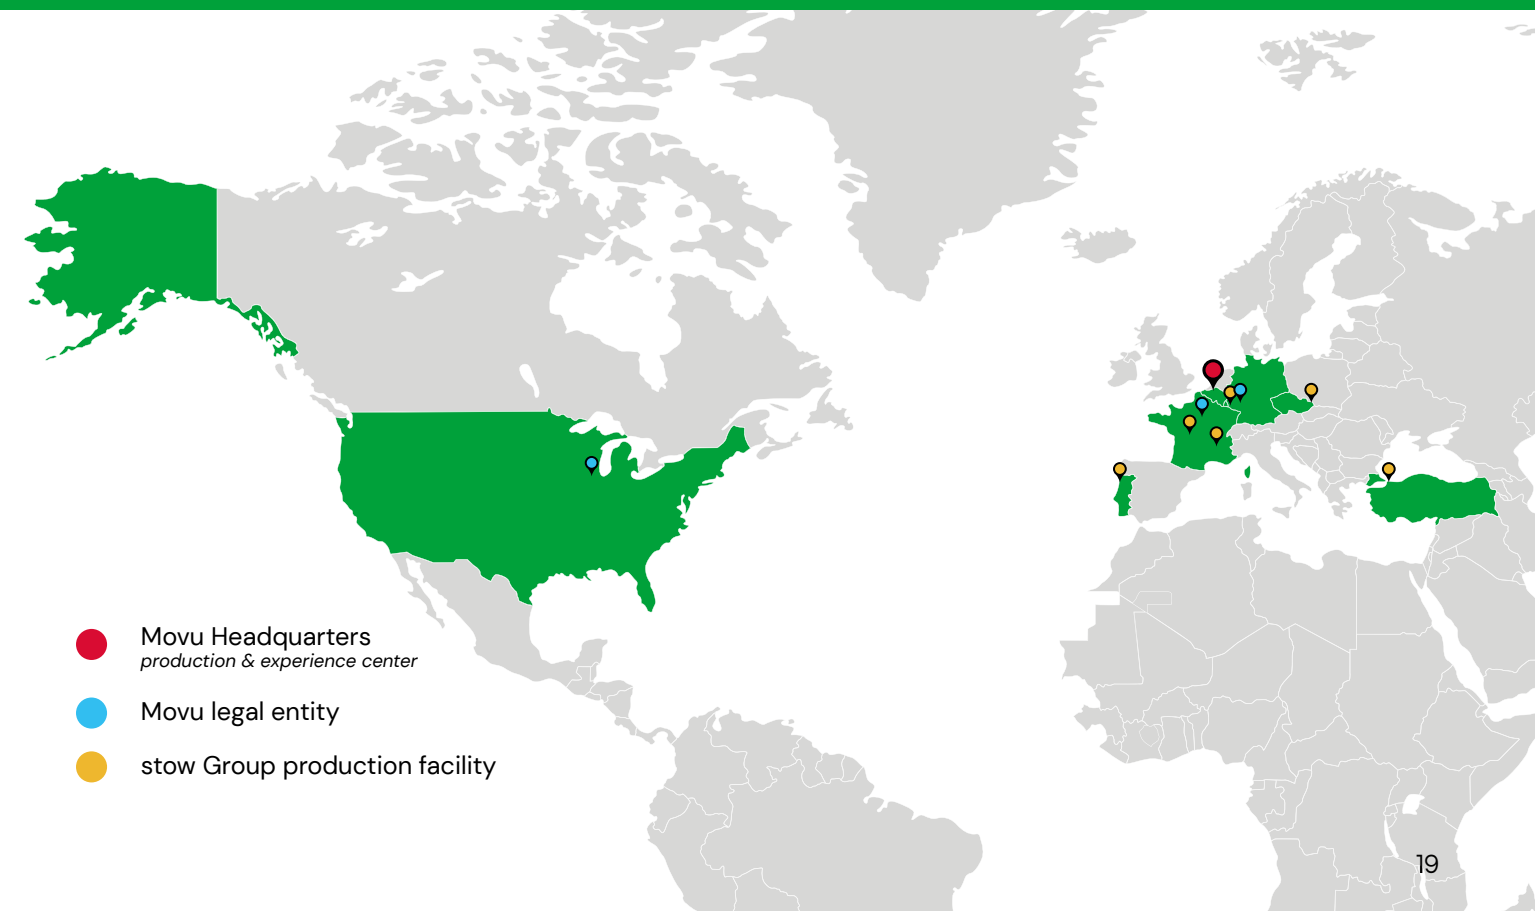 Movu Headquarters
production & experience center
Movu legal entity
stow Group production facility
19